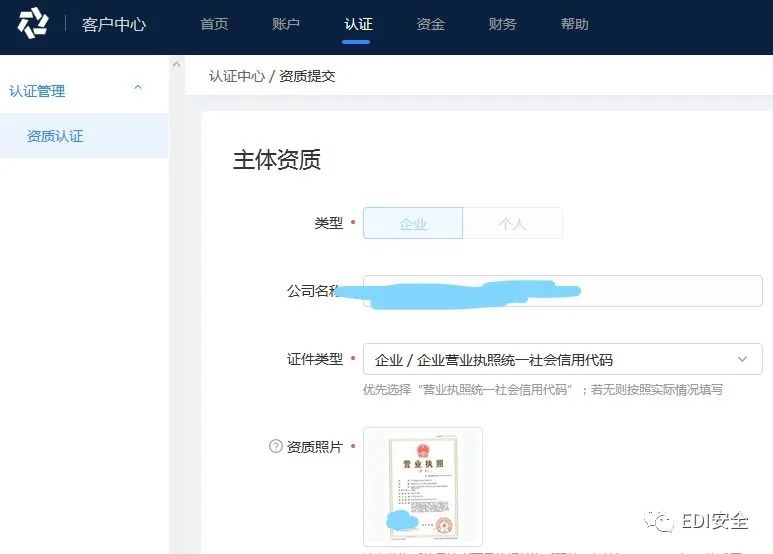 客户中心 首页 账户 认证 资金 财务 帮助
认证管理
资质认证
认证中心 / 资质提交
主体资质
类型 • 企业 个人
公司名称
证件类型 • 企业 / 企业营业执照统一社会信用代码
优先选择“营业执照统一社会信用代码”；若无则按照实际情况填写
? 资质照片 •
营业执照
EDI安全